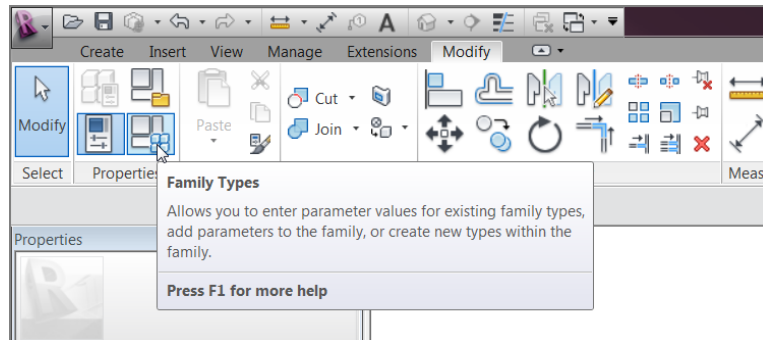 A
Create Insert View Manage Extensions Modify
Modify
Paste
Cut
Join
Select
Properties
Meas
Family Types
Allows you to enter parameter values for existing family types,
add parameters to the family, or create new types within the
family.
Press F1 for more help
Properties